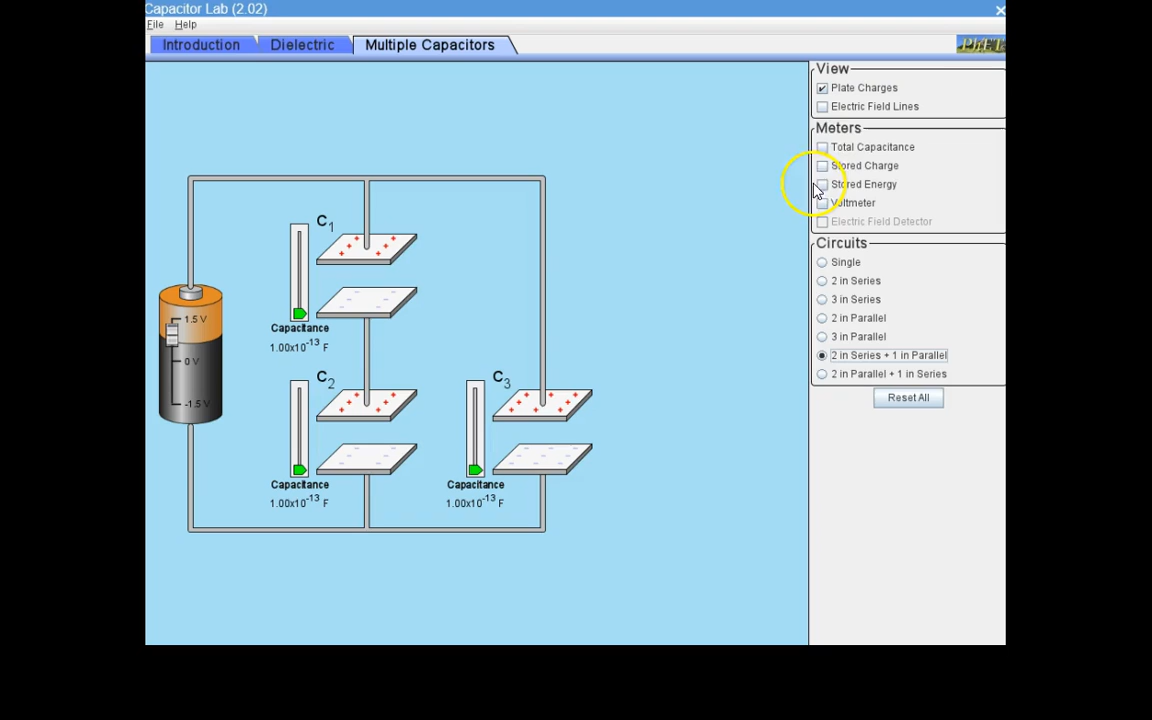 Capacitor Lab (2.02)
File Help
Introduction Dielectric Multiple Capacitors
PhET
View
Plate Charges
Electric Field Lines
Meters
Total Capacitance
Stored Charge
Stored Energy
Voltmeter
Electric Field Detector
Circuits
Single
2 in Series
3 in Series
2 in Parallel
3 in Parallel
2 in Series + 1 in Parallel
2 in Parallel + 1 in Series
Reset All
1.5 V
0 V
-1.5 V
C1
Capacitance
1.00x10-13 F
C2
Capacitance
1.00x10-13 F
C3
Capacitance
1.00x10-13 F